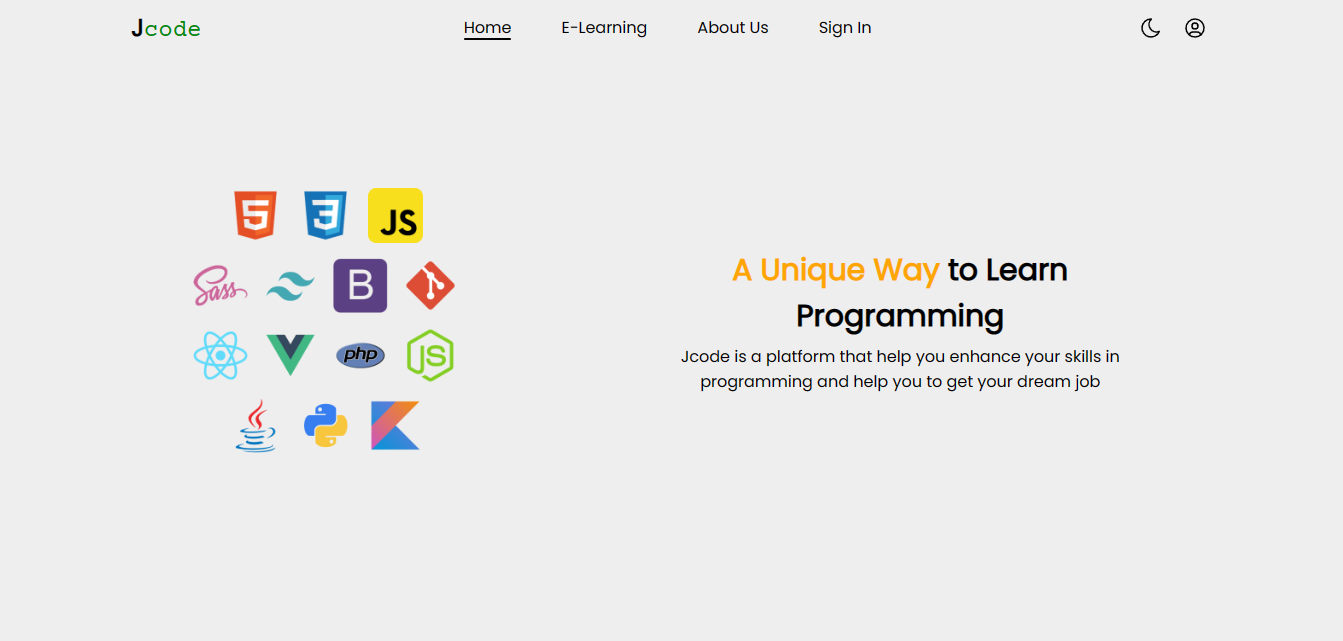 Jcode
Home
E-Learning
About Us
Sign In
5
3
JS
Sass
B
php
JS
A Unique Way to Learn
Programming
Jcode is a platform that help you enhance your skills in
programming and help you to get your dream job